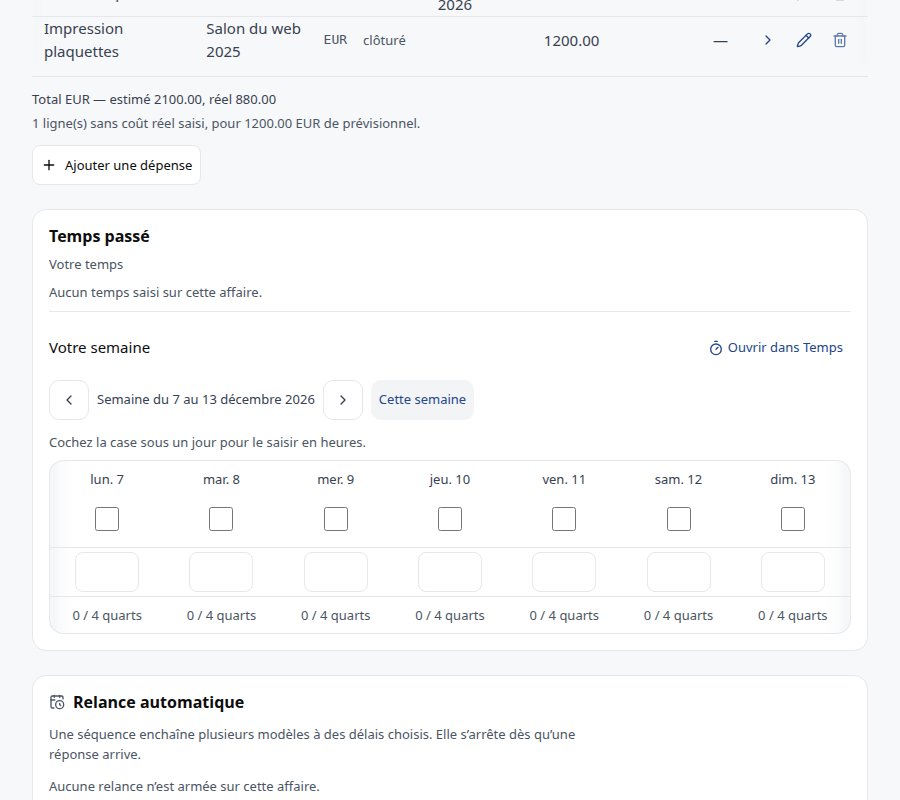 2026
Impression plaquettes Salon du web 2025 EUR clôturé 1200.00 —
Total EUR — estimé 2100.00, réel 880.00
1 ligne(s) sans coût réel saisi, pour 1200.00 EUR de prévisionnel.
Ajouter une dépense
Temps passé
Votre temps
Aucun temps saisi sur cette affaire.
Votre semaine Ouvrir dans Temps
Semaine du 7 au 13 décembre 2026 Cette semaine
Cochez la case sous un jour pour le saisir en heures.
lun. 7 mar. 8 mer. 9 jeu. 10 ven. 11 sam. 12 dim. 13
0 / 4 quarts 0 / 4 quarts 0 / 4 quarts 0 / 4 quarts 0 / 4 quarts 0 / 4 quarts 0 / 4 quarts
Relance automatique
Une séquence enchaîne plusieurs modèles à des délais choisis. Elle s’arrête dès qu’une
réponse arrive.
Aucune relance n’est armée sur cette affaire.